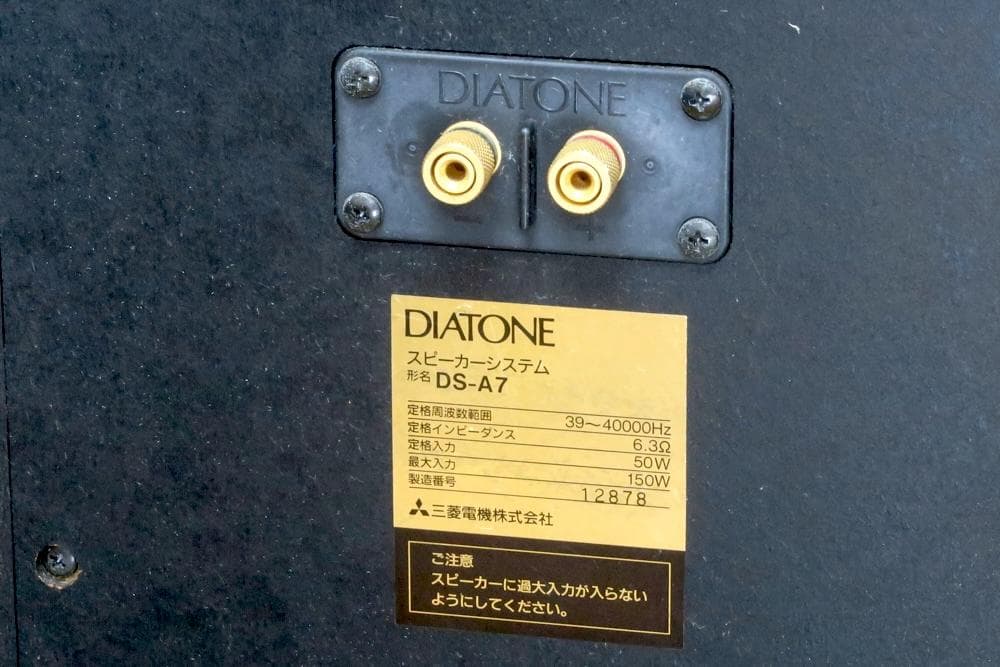 DIATONE
− +
DIATONE
スピーカーシステム
形名 DS-A7
定格周波数範囲 39～40000Hz
定格インピーダンス 6.3Ω
定格入力 50W
最大入力 150W
製造番号 12878
三菱電機株式会社
ご注意
スピーカーに過大入力が入らない
ようにしてください。